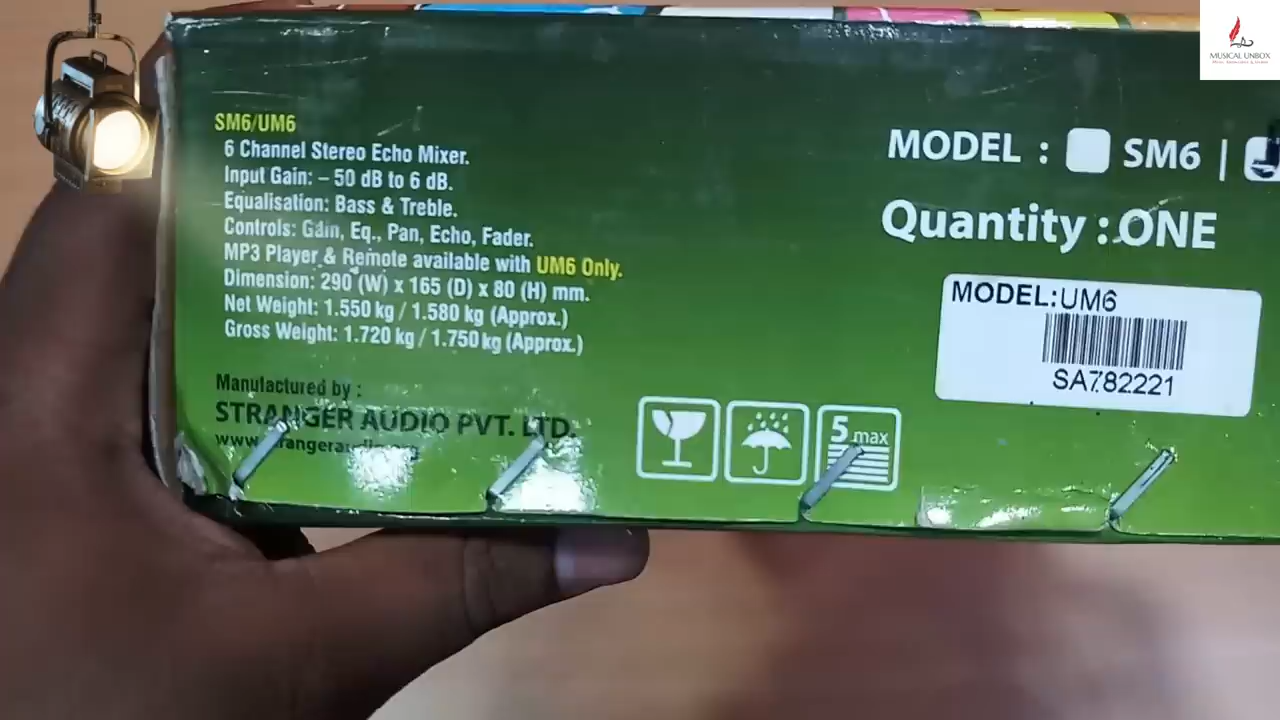 MUSICAL UNBOX
SM6/UM6
6 Channel Stereo Echo Mixer.
Input Gain: – 50 dB to 6 dB.
Equalisation: Bass & Treble.
Controls: Gain, Eq., Pan, Echo, Fader.
MP3 Player & Remote available with UM6 Only.
Dimension: 290 (W) x 165 (D) x 80 (H) mm.
Net Weight: 1.550 kg / 1.580 kg (Approx.)
Gross Weight: 1.720 kg / 1.750 kg (Approx.)
Manufactured by :
STRANGER AUDIO PVT. LTD.
MODEL : SM6 |
Quantity : ONE
MODEL:UM6
SA782221
5 max